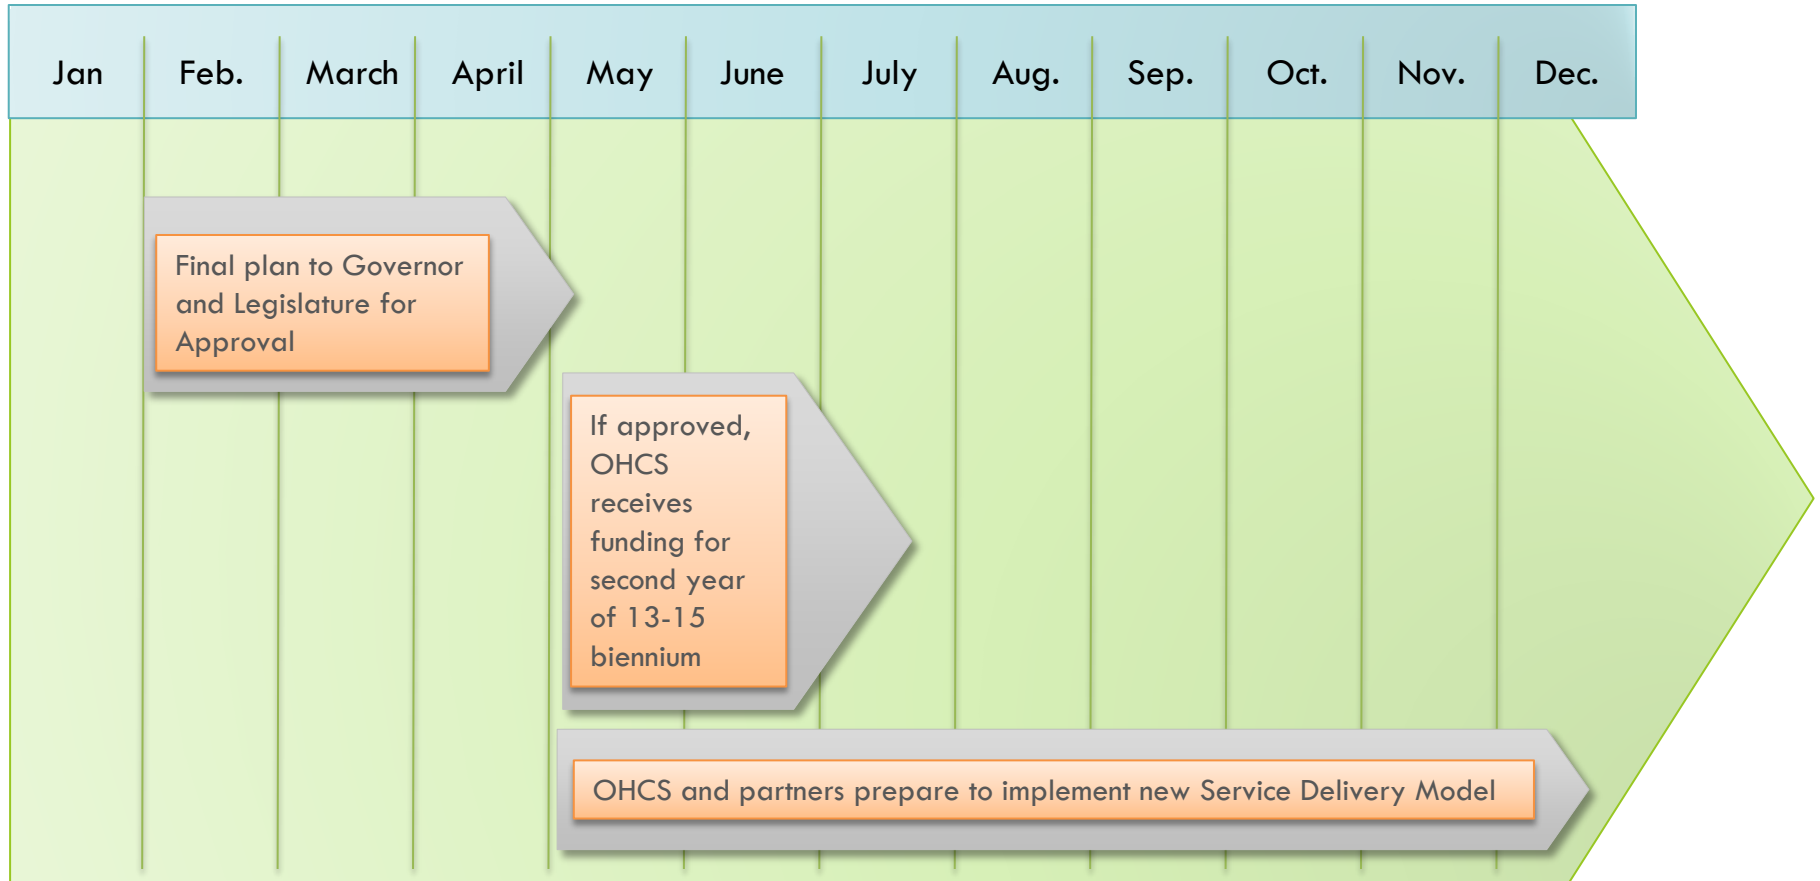 Jan Feb. March April May June July Aug. Sep. Oct. Nov. Dec.
Final plan to Governor
and Legislature for
Approval
If approved,
OHCS
receives
funding for
second year
of 13-15
biennium
OHCS and partners prepare to implement new Service Delivery Model